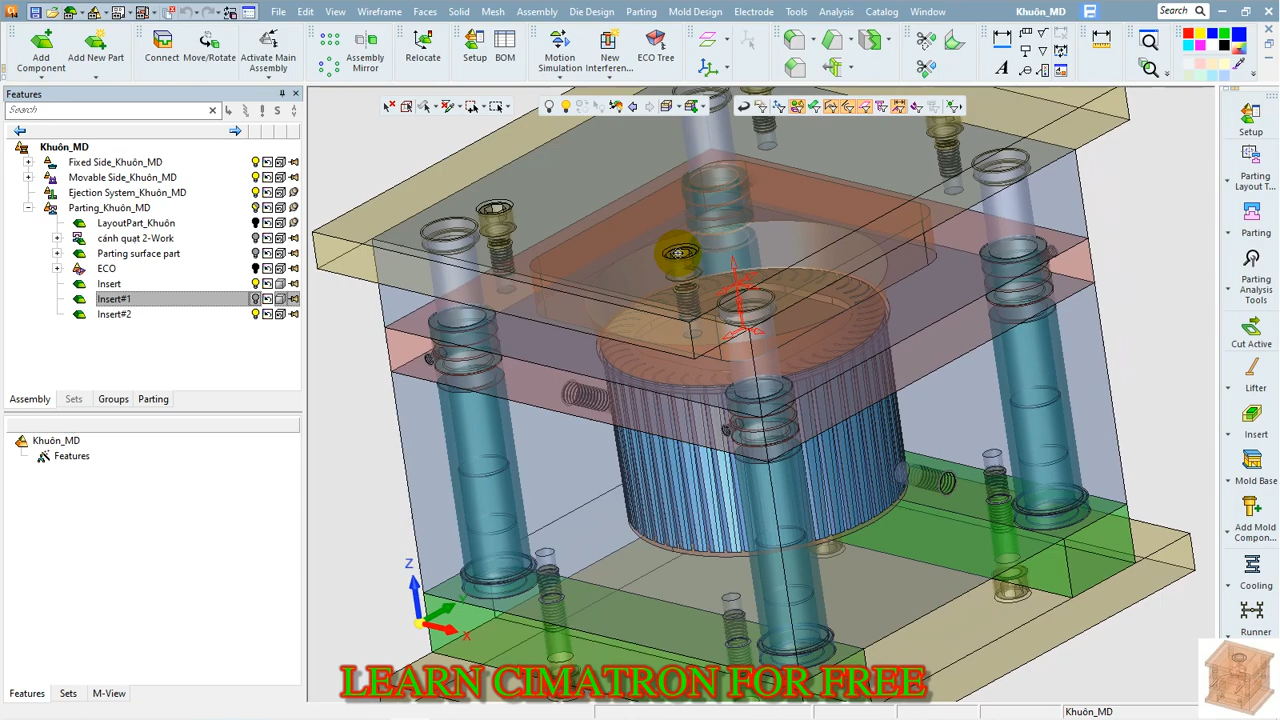 File Edit View Wireframe Faces Solid Mesh Assembly Die Design Parting Mold Design Electrode Tools Analysis Catalog Window Khuôn_MD Search
Add Component
Add New Part
Connect
Move/Rotate
Activate Main Assembly
Assembly Mirror
Relocate
Setup
BOM
Motion Simulation
New Interferen...
ECO Tree
Features
Search
Khuôn_MD
Fixed Side_Khuôn_MD
Movable Side_Khuôn_MD
Ejection System_Khuôn_MD
Parting_Khuôn_MD
LayoutPart_Khuôn
cánh quạt 2-Work
Parting surface part
ECO
Insert
Insert#1
Insert#2
Assembly Sets Groups Parting
Khuôn_MD
Features
Features Sets M-View
Z
X
Setup
Parting Layout T...
Parting
Parting Analysis Tools
Cut Active
Lifter
Insert
Mold Base
Add Mold Compon...
Cooling
Runner
LEARN CIMATRON FOR FREE
Khuôn_MD